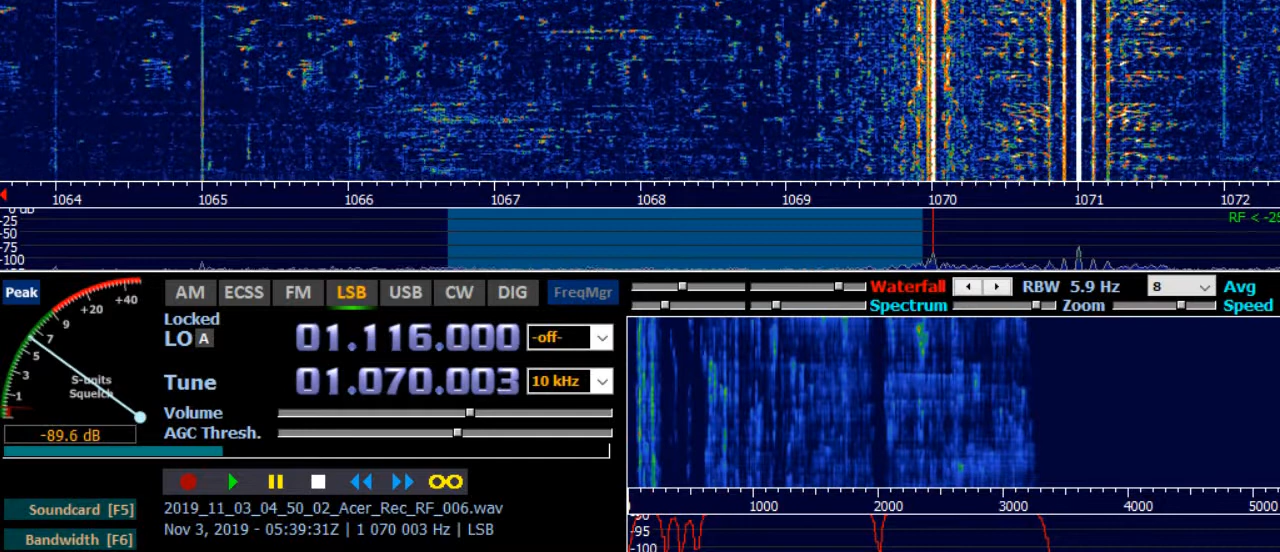 1064 1065 1066 1067 1068 1069 1070 1071 1072
0 dB
-25
-50
-75
-100
RF < -25
Peak
AM ECSS FM LSB USB CW DIG FreqMgr
Waterfall RBW 5.9 Hz 8 Avg
Spectrum Zoom Speed
+20 +40
9
7
5
3
1
S-units
Squelch
-89.6 dB
Locked
LO A 01.116.000 -off-
Tune 01.070.003 10 kHz
Volume
AGC Thresh.
2019_11_03_04_50_02_Acer_Rec_RF_006.wav
Nov 3, 2019 - 05:39:31Z | 1 070 003 Hz | LSB
Soundcard [F5]
Bandwidth [F6]
1000 2000 3000 4000 5000
-95
-100